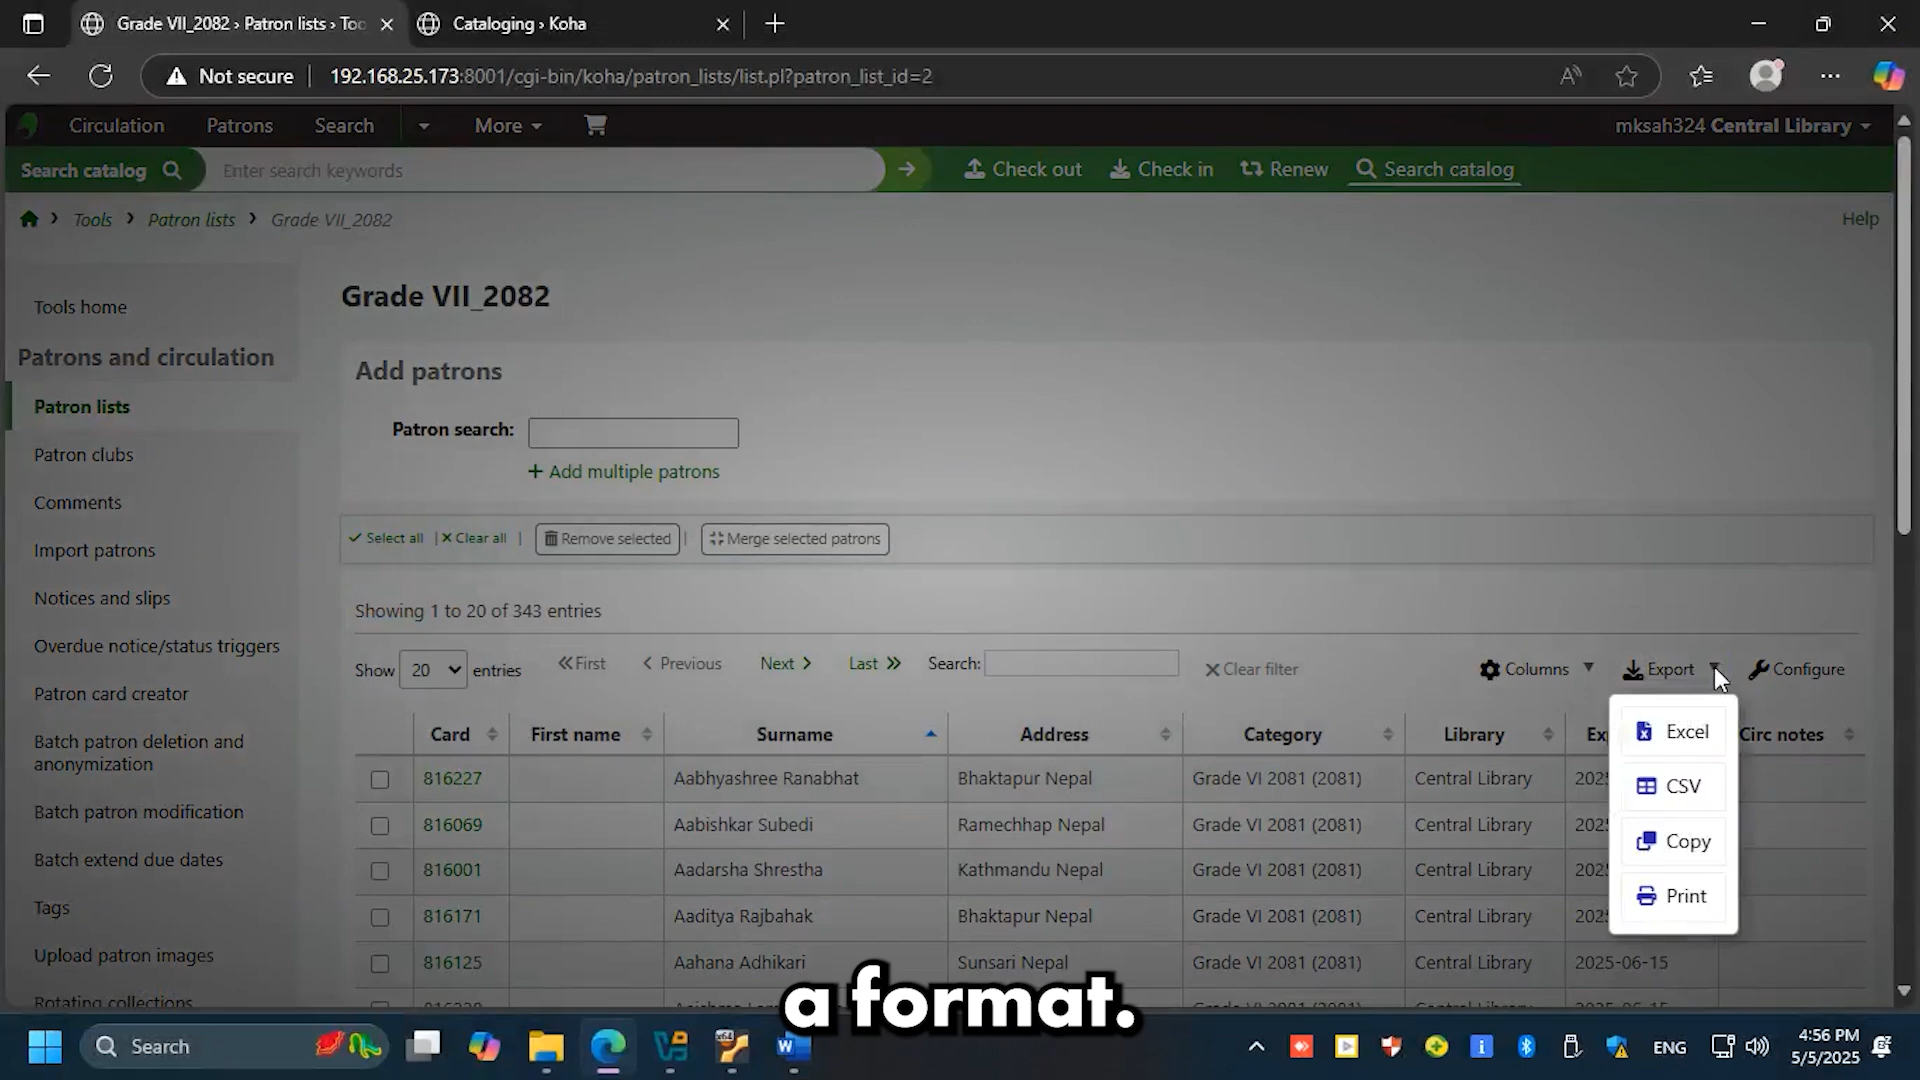 Grade VII_2082 › Patron lists › Too
Cataloging › Koha
Not secure
192.168.25.173:8001/cgi-bin/koha/patron_lists/list.pl?patron_list_id=2
Circulation Patrons Search More
mksah324 Central Library
Search catalog Enter search keywords
Check out Check in Renew Search catalog
Tools Patron lists Grade VII_2082
Help
Tools home
Patrons and circulation
Patron lists
Patron clubs
Comments
Import patrons
Notices and slips
Overdue notice/status triggers
Patron card creator
Batch patron deletion and
anonymization
Batch patron modification
Batch extend due dates
Tags
Upload patron images
Rotating collections
Grade VII_2082
Add patrons
Patron search:
+ Add multiple patrons
Select all | Clear all | Remove selected | Merge selected patrons
Showing 1 to 20 of 343 entries
Show 20 entries First Previous Next Last Search: Clear filter Columns Export Configure
Excel
CSV
Copy
Print
Card First name Surname Address Category Library Circ notes
816227 Aabhyashree Ranabhat Bhaktapur Nepal Grade VI 2081 (2081) Central Library
816069 Aabishkar Subedi Ramechhap Nepal Grade VI 2081 (2081) Central Library
816001 Aadarsha Shrestha Kathmandu Nepal Grade VI 2081 (2081) Central Library
816171 Aaditya Rajbahak Bhaktapur Nepal Grade VI 2081 (2081) Central Library
816125 Aahana Adhikari Sunsari Nepal Grade VI 2081 (2081) Central Library 2025-06-15
a format.
Search
ENG
4:56 PM
5/5/2025